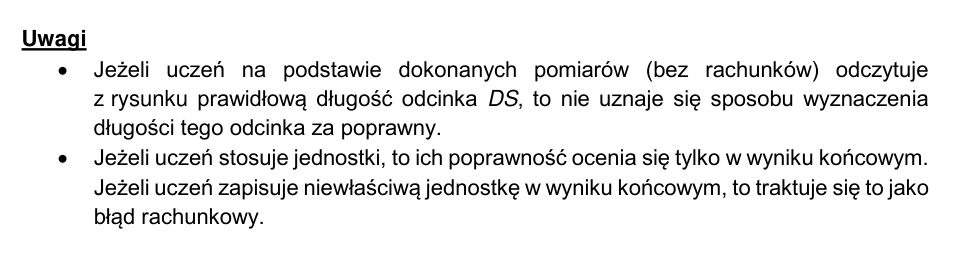 Uwagi
• Jeżeli uczeń na podstawie dokonanych pomiarów (bez rachunków) odczytuje
z rysunku prawidłową długość odcinka DS, to nie uznaje się sposobu wyznaczenia
długości tego odcinka za poprawny.
• Jeżeli uczeń stosuje jednostki, to ich poprawność ocenia się tylko w wyniku końcowym.
Jeżeli uczeń zapisuje niewłaściwą jednostkę w wyniku końcowym, to traktuje się to jako
błąd rachunkowy.